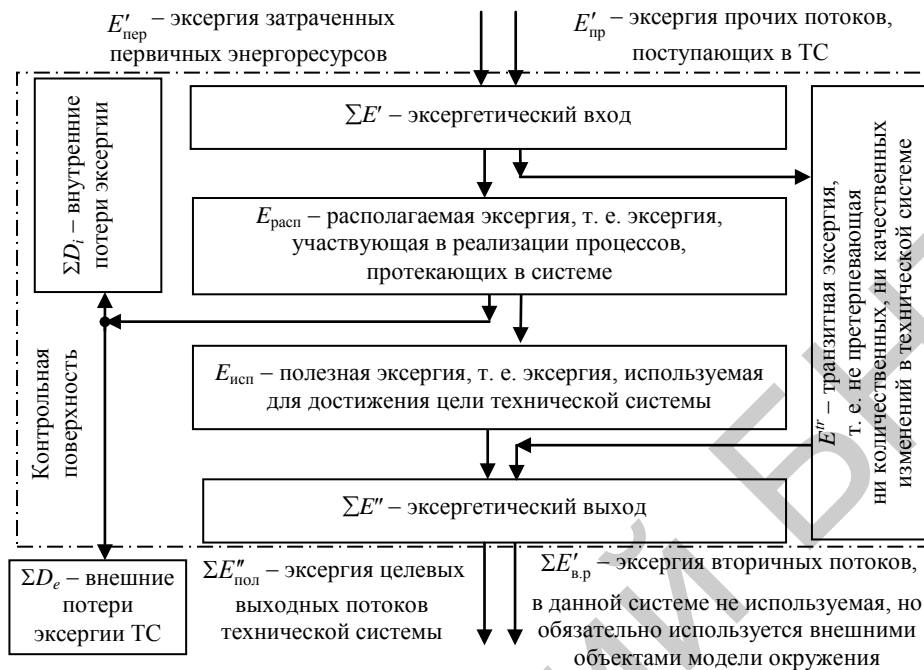 E′пер – эксергия затраченных
первичных энергоресурсов
E′пр – эксергия прочих потоков,
поступающих в ТС
ΣDi – внутренние
потери эксергии
∑E′ – эксергетический вход
Eрасп – располагаемая эксергия, т. е. эксергия,
участвующая в реализации процессов,
протекающих в системе
Eисп – полезная эксергия, т. е. эксергия, используемая
для достижения цели технической системы
Контрольная
поверхность
E^tr – транзитная эксергия,
т. е. не претерпевающая
ни количественных, ни качественных
изменений в технической системе
∑E″ – эксергетический выход
ΣDe – внешние
потери
эксергии ТС
ΣE″пол – эксергия целевых
выходных потоков
технической системы
ΣE′в.р – эксергия вторичных потоков,
в данной системе не используемая, но
обязательно используется внешними
объектами модели окружения